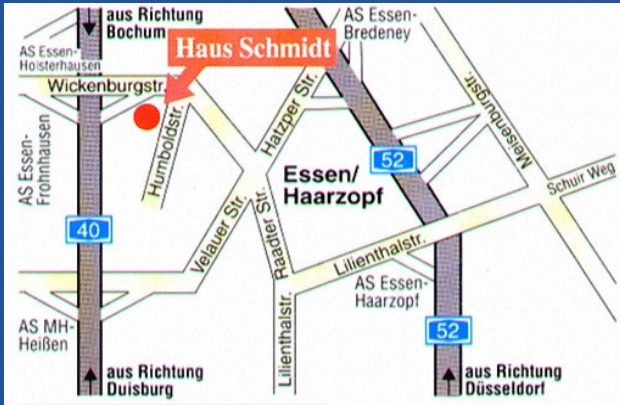 aus Richtung
Bochum
AS Essen-
Bredeney
Haus Schmidt
AS Essen-
Holsterhausen
Wickenburgstr.
Meisenburgstr.
Hatzper Str.
Humboldtstr.
AS Essen-
Frohnhausen
52
Essen/
Haarzopf
Schuir Weg
40
Velauer Str.
Raadter Str.
Lilienthalstr.
AS Essen-
Haarzopf
Lilienthalstr.
AS MH-
Heißen
52
aus Richtung
Duisburg
aus Richtung
Düsseldorf